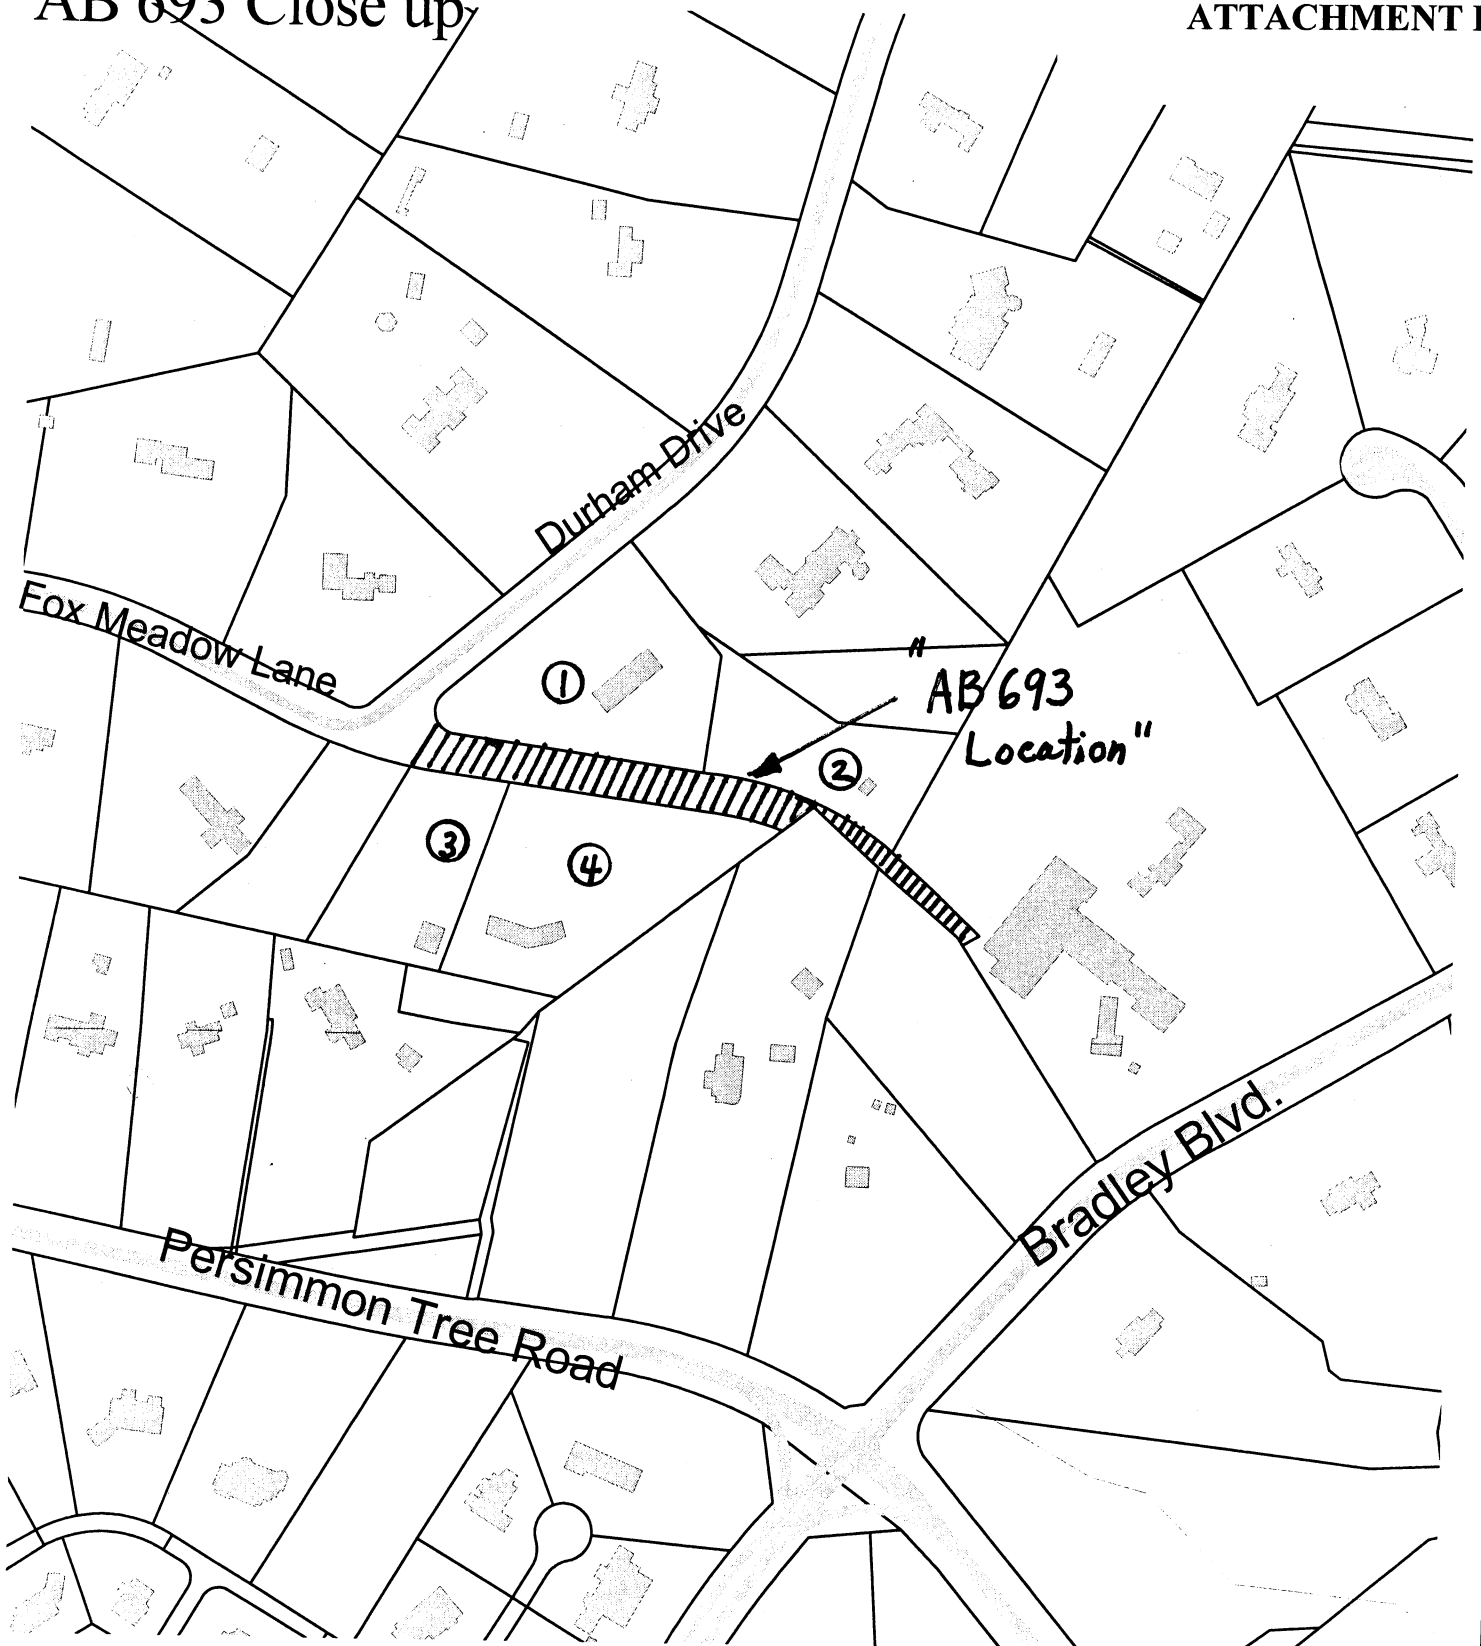 AB 693 Close up
ATTACHMENT
Durham Drive
Fox Meadow Lane
①
"AB 693
Location"
②
③
④
Bradley Blvd.
Persimmon Tree Road